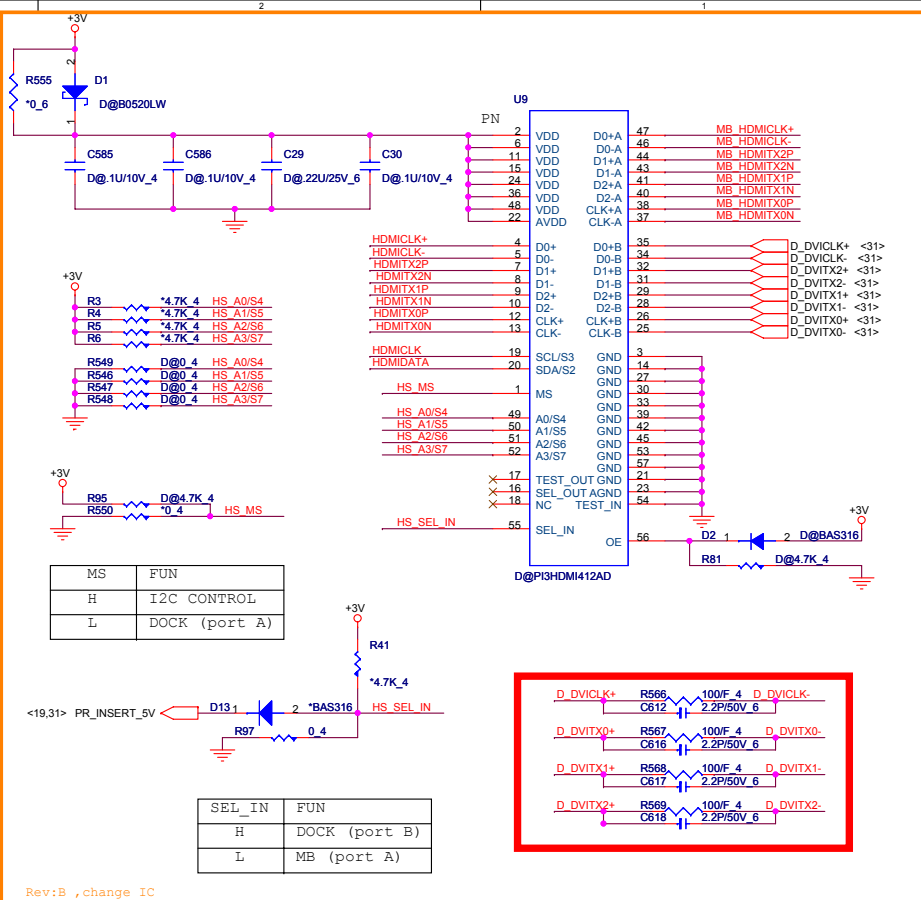 2
1
+3V
R555
*0_6
2
D1
D@B0520LW
1
C585
D@.1U/10V_4
C586
D@.1U/10V_4
C29
D@.22U/25V_6
C30
D@.1U/10V_4
U9
PN
2 VDD
6 VDD
11 VDD
15 VDD
24 VDD
36 VDD
48 VDD
22 AVDD
D0+A 47 MB_HDMICLK+
D0-A 46 MB_HDMICLK-
D1+A 44 MB_HDMITX2P
D1-A 43 MB_HDMITX2N
D2+A 41 MB_HDMITX1P
D2-A 40 MB_HDMITX1N
CLK+A 38 MB_HDMITX0P
CLK-A 37 MB_HDMITX0N
HDMICLK+ 4 D0+
HDMICLK- 5 D0-
HDMITX2P 7 D1+
HDMITX2N 8 D1-
HDMITX1P 9 D2+
HDMITX1N 10 D2-
HDMITX0P 12 CLK+
HDMITX0N 13 CLK-
D0+B 35 D_DVICLK+ <31>
D0-B 34 D_DVICLK- <31>
D1+B 32 D_DVITX2+ <31>
D1-B 31 D_DVITX2- <31>
D2+B 29 D_DVITX1+ <31>
D2-B 28 D_DVITX1- <31>
CLK+B 26 D_DVITX0+ <31>
CLK-B 25 D_DVITX0- <31>
HDMICLK 19 SCL/S3
HDMIDATA 20 SDA/S2
HS_MS 1 MS
HS_A0/S4 49 A0/S4
HS_A1/S5 50 A1/S5
HS_A2/S6 51 A2/S6
HS_A3/S7 52 A3/S7
17 TEST_OUT
16 SEL_OUT
18 NC
HS_SEL_IN 55 SEL_IN
GND 3
GND 14
GND 27
GND 30
GND 33
GND 39
GND 42
GND 45
GND 53
GND 57
GND 21
AGND 23
TEST_IN 54
OE 56
D@PI3HDMI412AD
D2 1 2 D@BAS316
+3V
R81 D@4.7K_4
+3V
R3 *4.7K_4 HS_A0/S4
R4 *4.7K_4 HS_A1/S5
R5 *4.7K_4 HS_A2/S6
R6 *4.7K_4 HS_A3/S7
R549 D@0_4 HS_A0/S4
R546 D@0_4 HS_A1/S5
R547 D@0_4 HS_A2/S6
R548 D@0_4 HS_A3/S7
+3V
R95 D@4.7K_4
R550 *0_4 HS_MS
MS FUN
H I2C CONTROL
L DOCK (port A)
+3V
R41
*4.7K_4
<19,31> PR_INSERT_5V D13 1 2 *BAS316 HS_SEL_IN
R97 0_4
SEL_IN FUN
H DOCK (port B)
L MB (port A)
D_DVICLK+ R566 100/F_4 D_DVICLK-
C612 2.2P/50V_6
D_DVITX0+ R567 100/F_4 D_DVITX0-
C616 2.2P/50V_6
D_DVITX1+ R568 100/F_4 D_DVITX1-
C617 2.2P/50V_6
D_DVITX2+ R569 100/F_4 D_DVITX2-
C618 2.2P/50V_6
Rev:B ,change IC